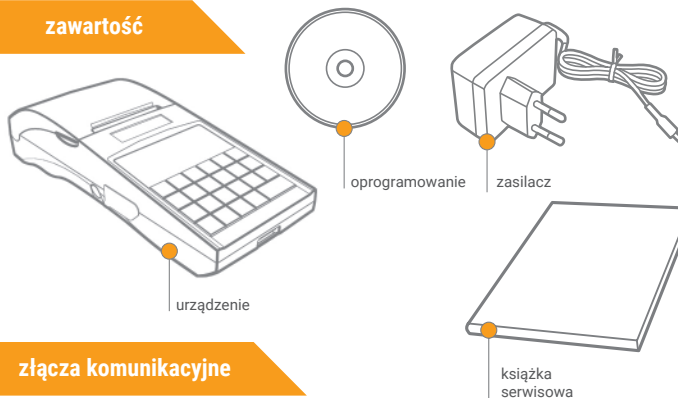 zawartość
oprogramowanie
zasilacz
urządzenie
złącza komunikacyjne
książka
serwisowa